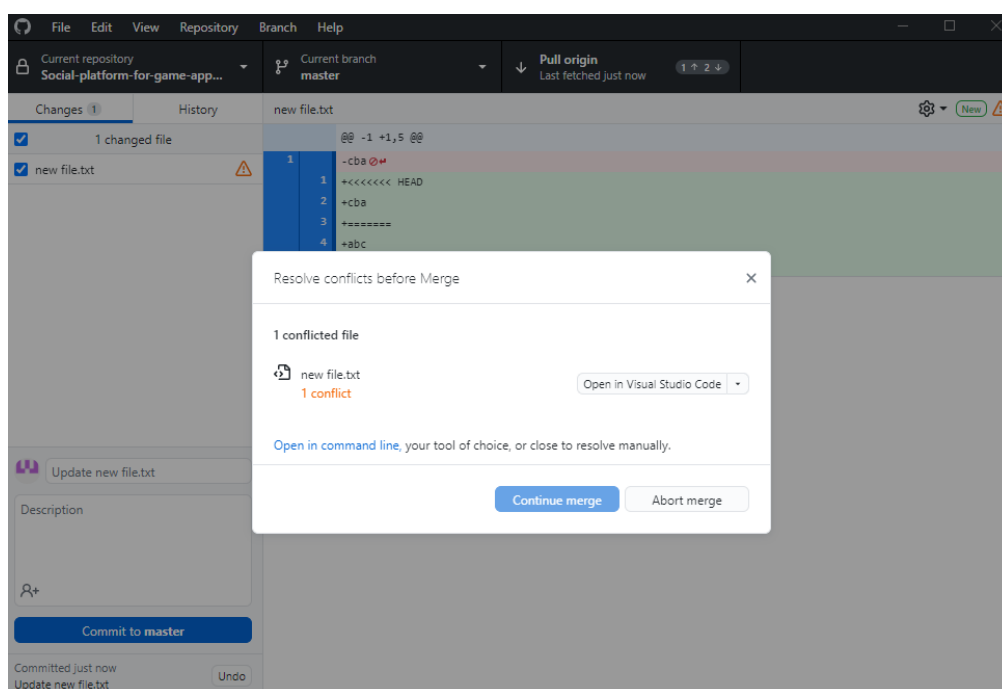 File Edit View Repository Branch Help
Current repository
Social-platform-for-game-app...
Current branch
master
Pull origin
Last fetched just now
1 ↑ 2 ↓
Changes 1 History
new file.txt
New
1 changed file
new file.txt
@@ -1 +1,5 @@
1 -cba
1 +<<<<<<< HEAD
2 +cba
3 +=======
4 +abc
Resolve conflicts before Merge
1 conflicted file
new file.txt
1 conflict
Open in Visual Studio Code
Open in command line, your tool of choice, or close to resolve manually.
Continue merge Abort merge
Update new file.txt
Description
Commit to master
Committed just now
Update new file.txt
Undo